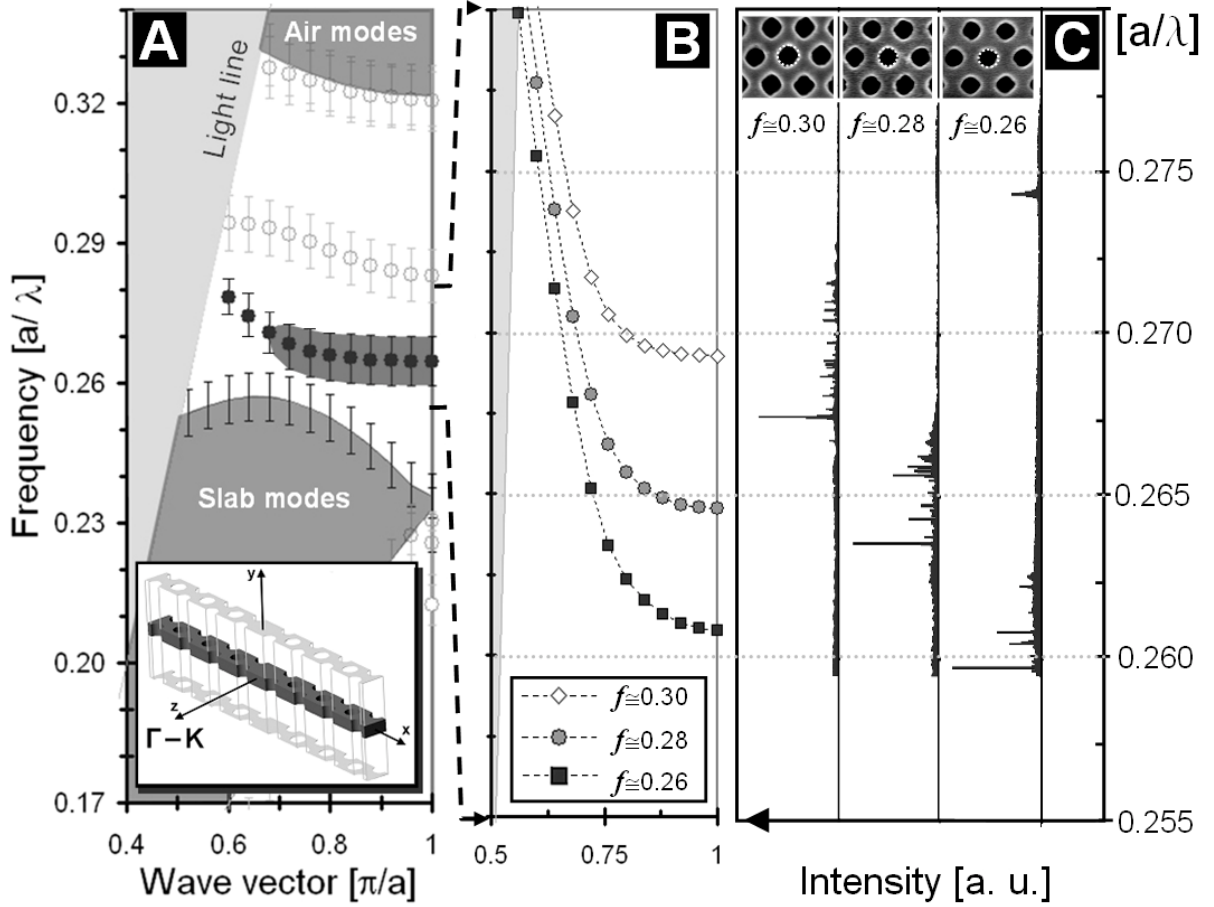 A
Air modes
Light line
Slab modes
Frequency [a/ λ]
0.32
0.29
0.26
0.23
0.20
0.17
y
z
x
Γ–K
0.4
0.6
0.8
1
Wave vector [π/a]
B
f≅0.30
f≅0.28
f≅0.26
0.5
0.75
1
C
[a/λ]
f≅0.30
f≅0.28
f≅0.26
0.275
0.270
0.265
0.260
0.255
Intensity [a. u.]